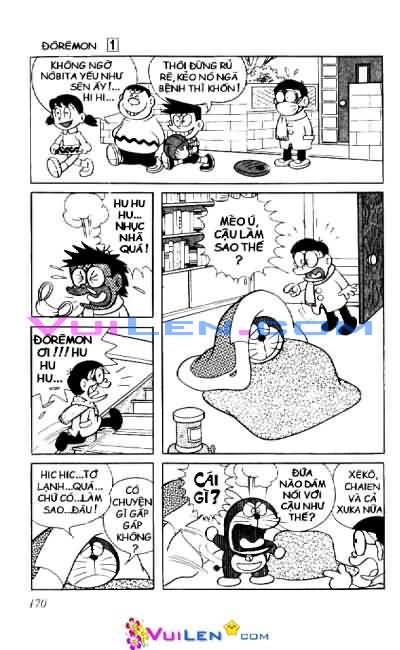 ĐÔRÊMON 1
KHÔNG NGỜ
NÔBITA YẾU NHƯ
SÊN ẤY!...
HI HI...
THÔI ĐỪNG RỦ
RÊ, KẺO NÓ NGÃ
BỆNH THÌ KHỐN!
HU HU
HU...
NHỤC
NHÃ
QUÁ!
MÈO Ú,
CẬU LÀM
SAO THẾ
?
VUILEN.COM
ĐÔRÊMON
ƠI!!! HU
HU
HU...
HIC HIC...TỚ
LẠNH...QUÁ...
CHỨ CÓ...LÀM
SAO...ĐÂU!
CÓ
CHUYỆN
GÌ GẤP
GÁP
KHÔNG
?
CÁI
GÌ?
ĐỨA
NÀO DÁM
NÓI VỚI
CẬU NHƯ
THẾ?
XÊKÔ,
CHAIEN
VÀ CẢ
XUKA NỮA
170
VUILEN.COM